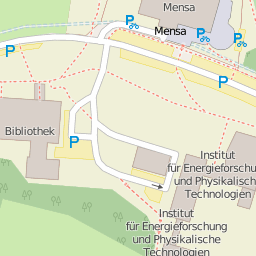 Mensa
P
Mensa
P
P
P
P
Bibliothek
P
Institut
für Energieforschung
und Physikalische
Technologien
Institut
für Energieforschung
und Physikalische
Technologien